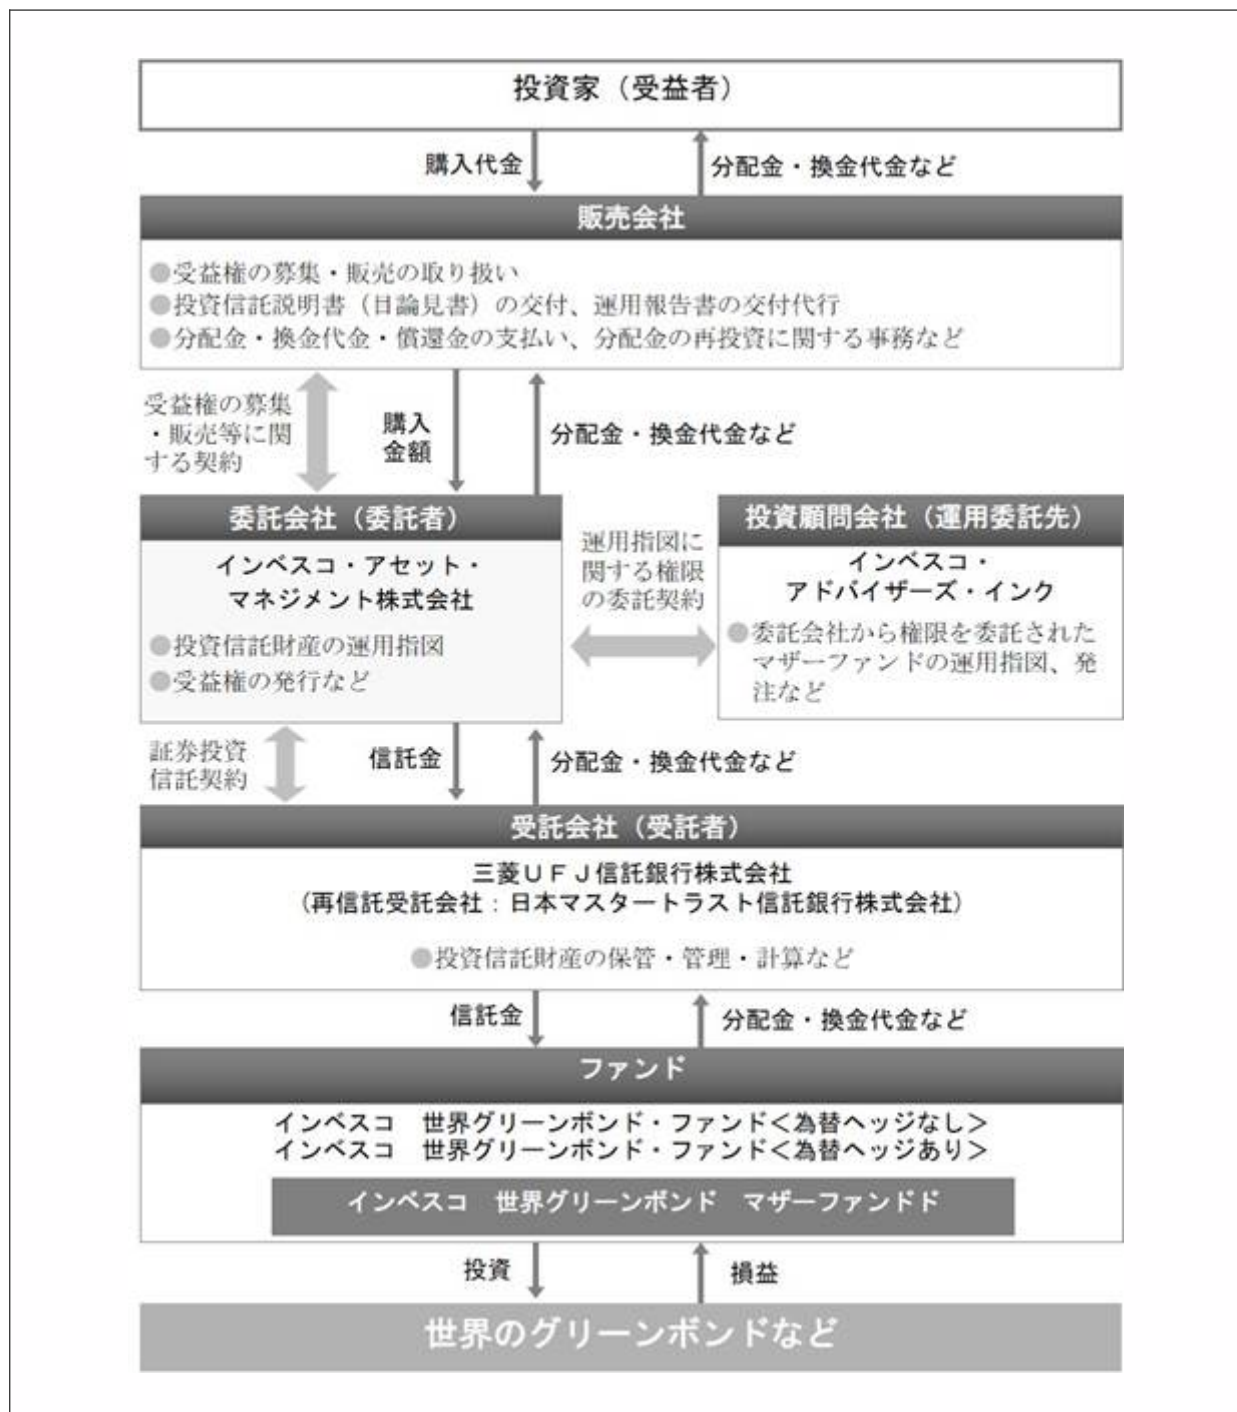 投資家（受益者）
購入代金
分配金・換金代金など
販売会社
●受益権の募集・販売の取り扱い
●投資信託説明書（目論見書）の交付、運用報告書の交付代行
●分配金・換金代金・償還金の支払い、分配金の再投資に関する事務など
受益権の募集
・販売等に関
する契約
購入
金額
分配金・換金代金など
委託会社（委託者）
インベスコ・アセット・
マネジメント株式会社
●投資信託財産の運用指図
●受益権の発行など
運用指図に
関する権限
の委託契約
投資顧問会社（運用委託先）
インベスコ・
アドバイザーズ・インク
●委託会社から権限を委託された
マザーファンドの運用指図、発
注など
証券投資
信託契約
信託金
分配金・換金代金など
受託会社（受託者）
三菱ＵＦＪ信託銀行株式会社
（再信託受託会社：日本マスタートラスト信託銀行株式会社）
●投資信託財産の保管・管理・計算など
信託金
分配金・換金代金など
ファンド
インベスコ　世界グリーンボンド・ファンド＜為替ヘッジなし＞
インベスコ　世界グリーンボンド・ファンド＜為替ヘッジあり＞
インベスコ　世界グリーンボンド　マザーファンドド
投資
損益
世界のグリーンボンドなど